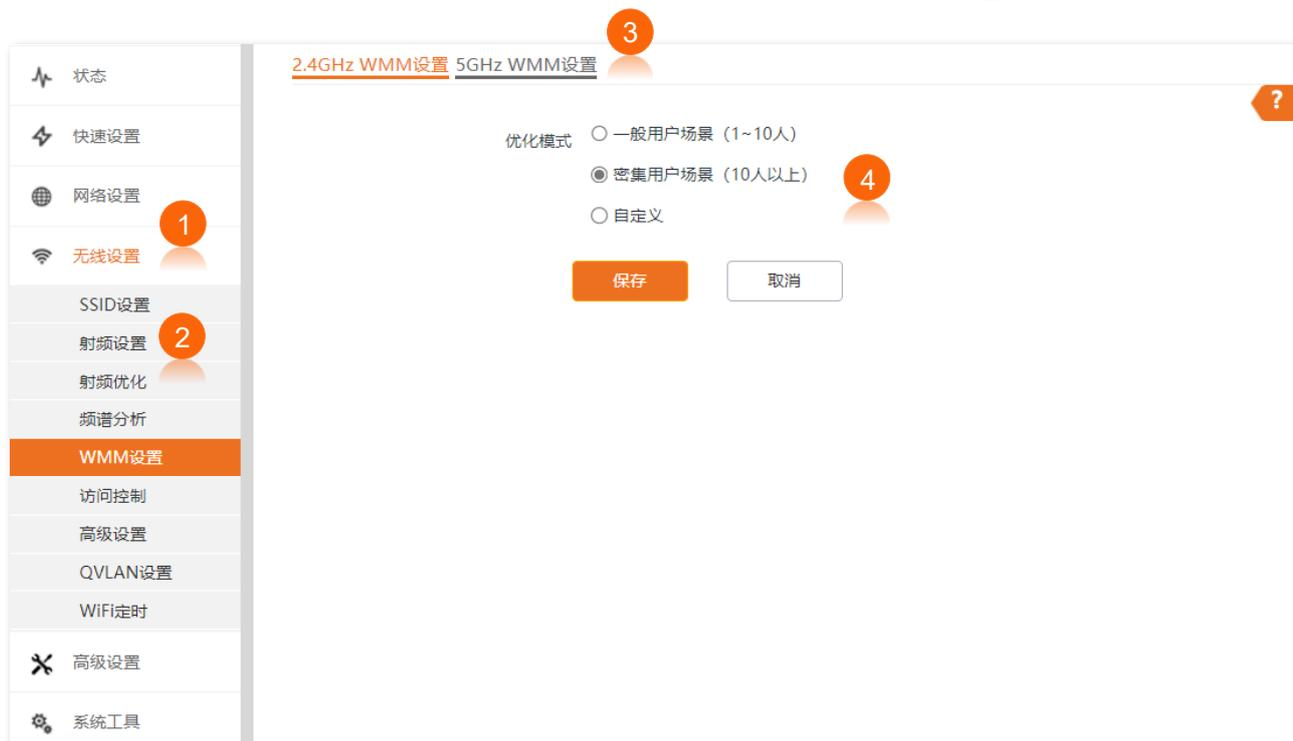 3
2.4GHz WMM设置 5GHz WMM设置
?
状态
快速设置
网络设置
1
无线设置
SSID设置
射频设置
2
射频优化
频谱分析
WMM设置
访问控制
高级设置
QVLAN设置
WiFi定时
高级设置
系统工具
优化模式
一般用户场景（1~10人）
密集用户场景（10人以上）
4
自定义
保存 取消